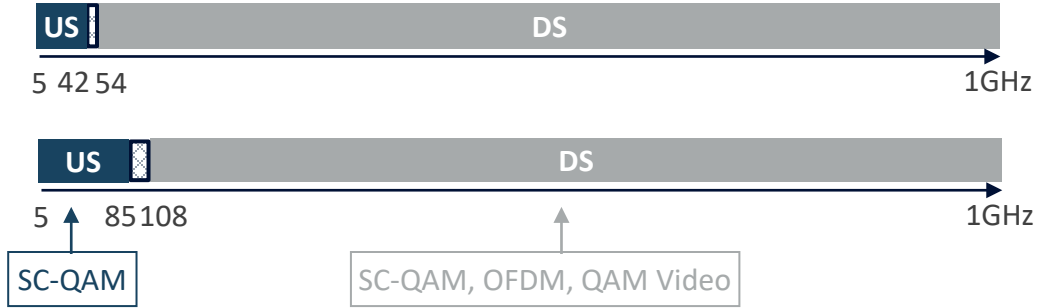 US DS
5 42 54 1GHz
US DS
5 85 108 1GHz
SC-QAM SC-QAM, OFDM, QAM Video